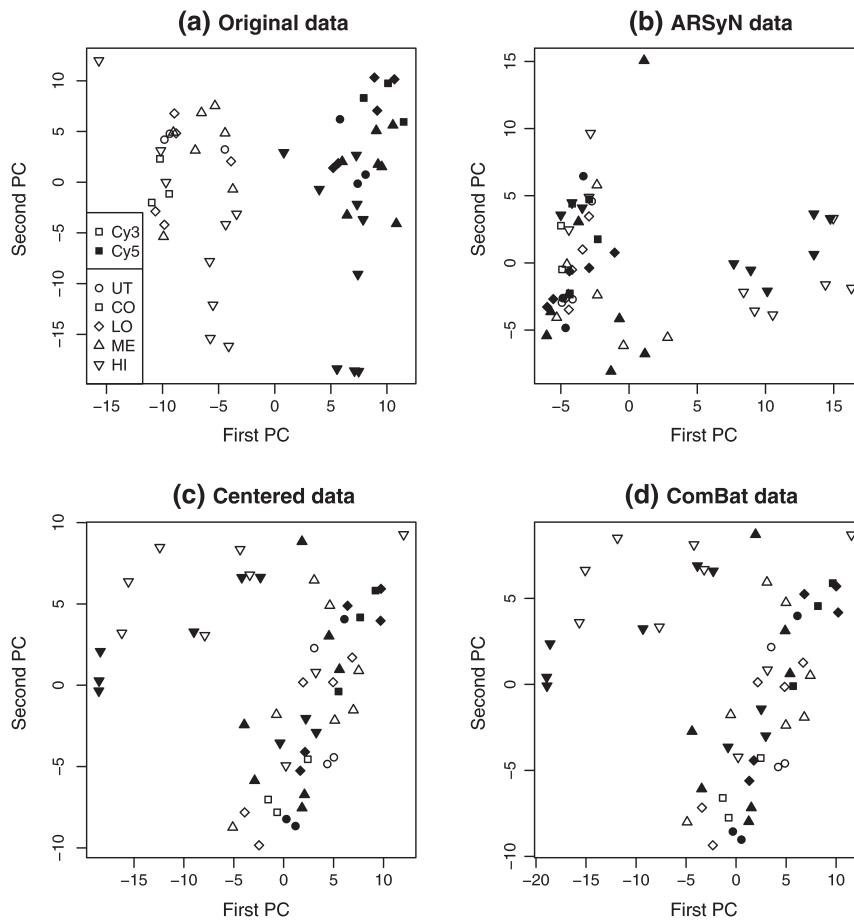 (a) Original data
Second PC
10
5
0
−5
−10
−15
−15
−10
−5
0
5
10
First PC
Cy3
Cy5
UT
CO
LO
ME
HI
(b) ARSyN data
Second PC
15
10
5
0
−5
−5
0
5
10
15
First PC
(c) Centered data
Second PC
10
5
0
−5
−10
−15
−10
−5
0
5
10
First PC
(d) ComBat data
Second PC
5
0
−5
−10
−20
−15
−10
−5
0
5
10
First PC